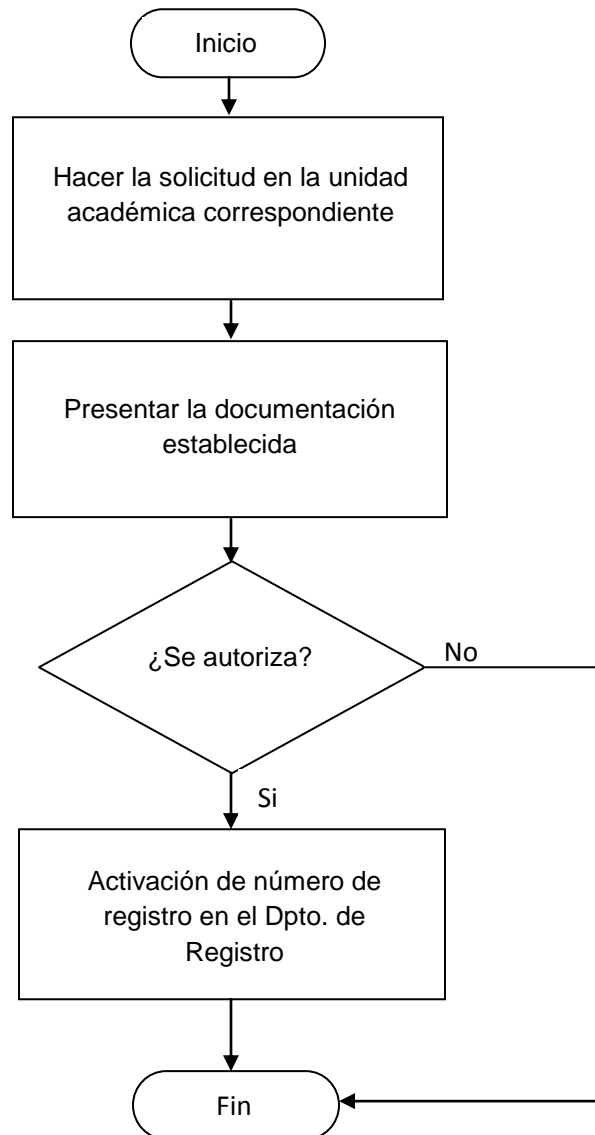 Inicio
Hacer la solicitud en la unidad
académica correspondiente
Presentar la documentación
establecida
¿Se autoriza?
No
Si
Activación de número de
registro en el Dpto. de
Registro
Fin